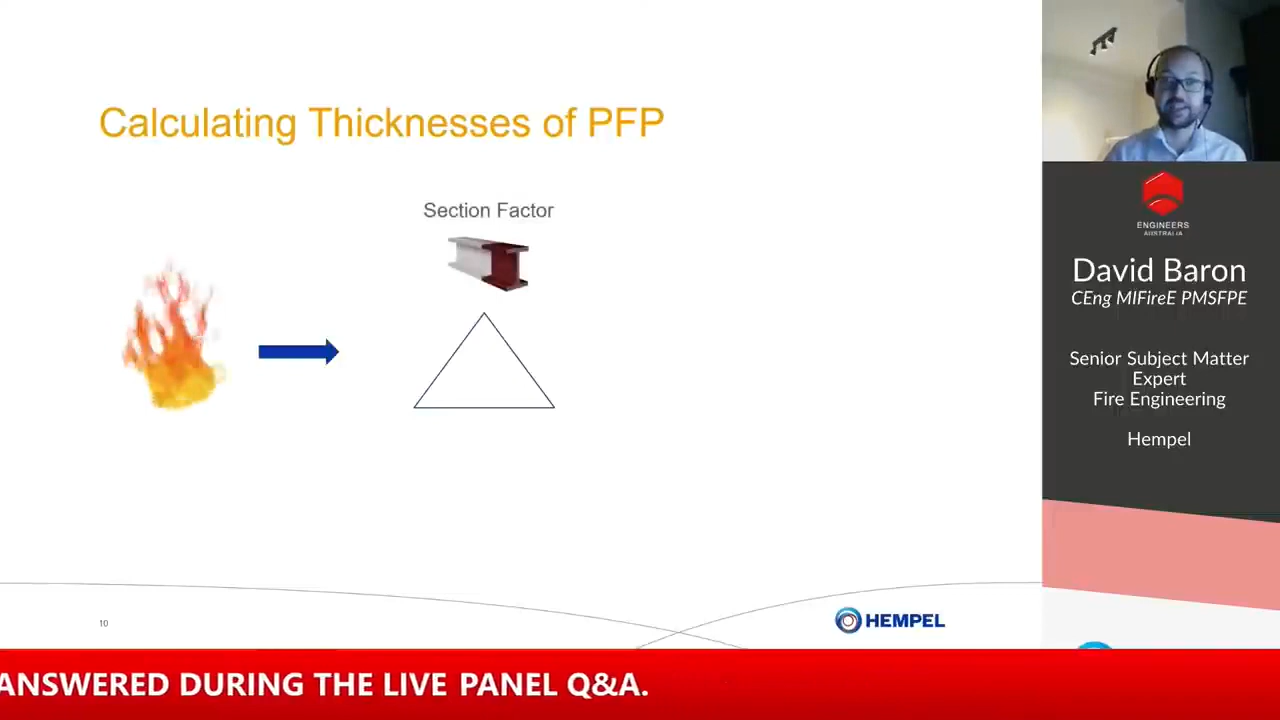 Calculating Thicknesses of PFP
Section Factor
10
HEMPEL
ENGINEERS
AUSTRALIA
David Baron
CEng MIFireE PMSFPE
Senior Subject Matter
Expert
Fire Engineering
Hempel
ANSWERED DURING THE LIVE PANEL Q&A.